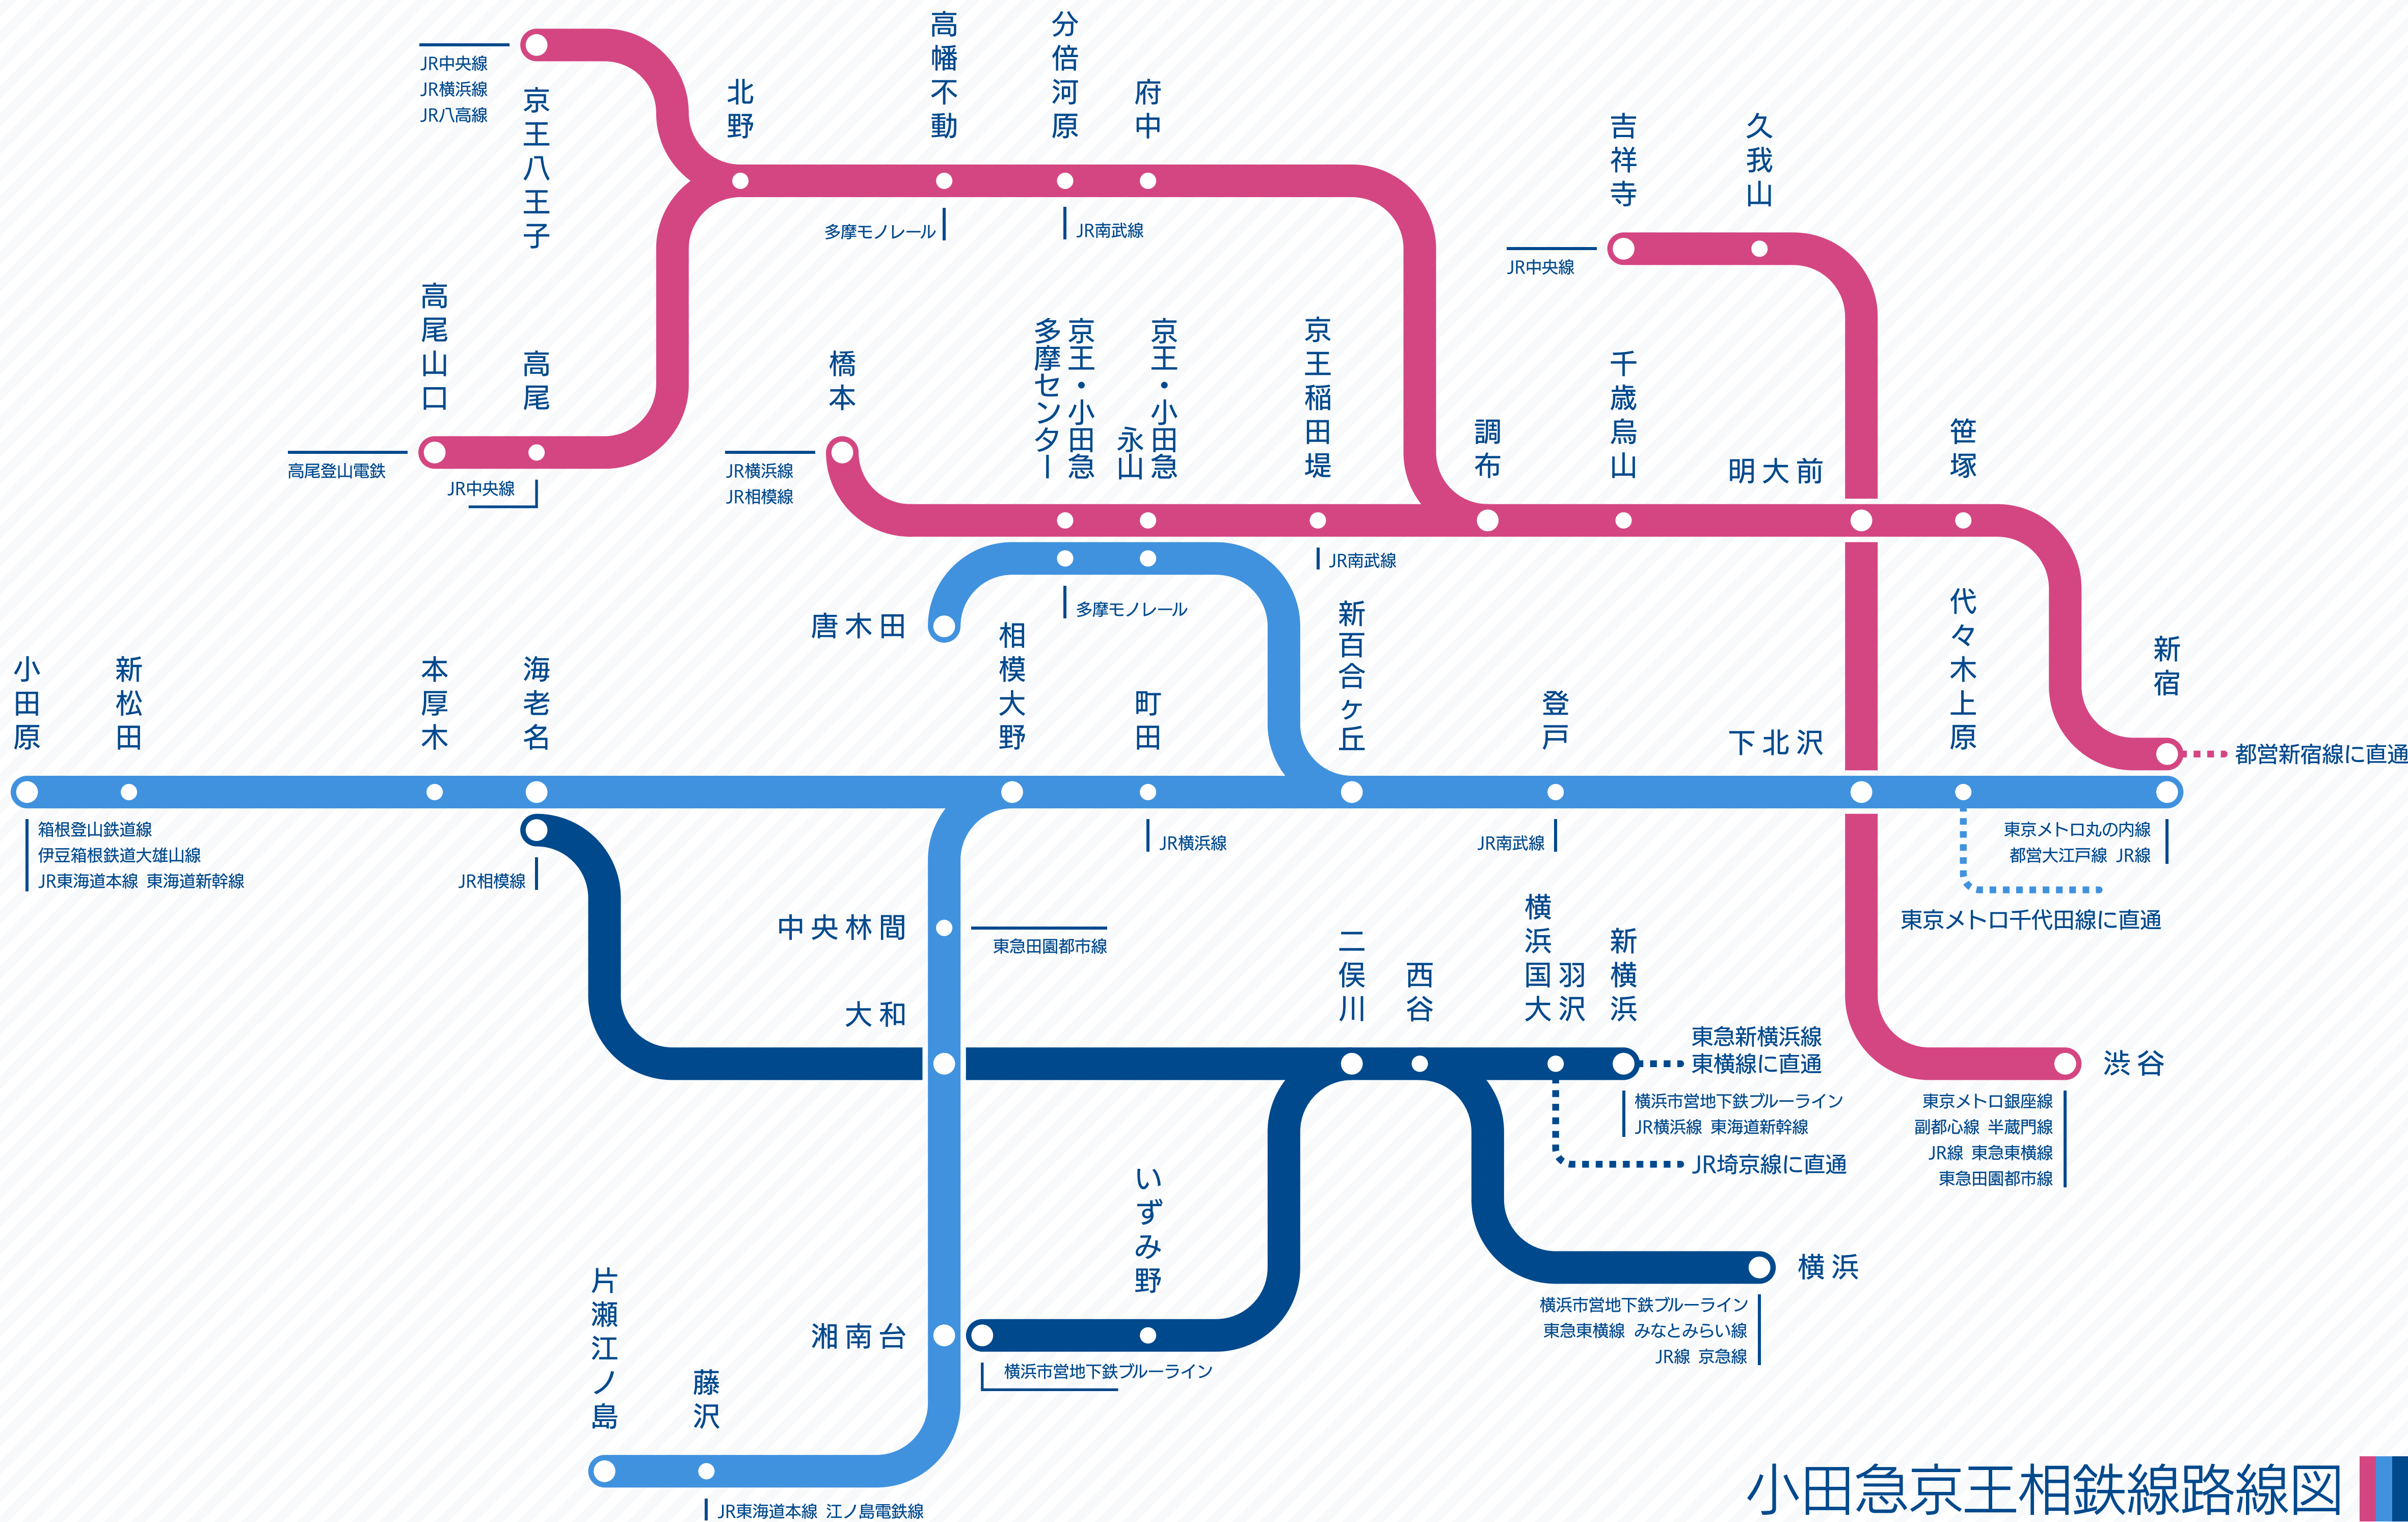 高幡不動
分倍河原
JR中央線
JR横浜線
JR八高線
京王八王子
北野
府中
吉祥寺
久我山
多摩モノレール
JR南武線
JR中央線
高尾山口
高尾
橋本
多摩センター
京王・小田急
永山
京王・小田急
京王稲田堤
調布
千歳烏山
明大前
笹塚
高尾登山電鉄
JR中央線
JR横浜線
JR相模線
JR南武線
多摩モノレール
唐木田
相模大野
新百合ヶ丘
代々木上原
新宿
小田原
新松田
本厚木
海老名
町田
登戸
下北沢
都営新宿線に直通
箱根登山鉄道線
伊豆箱根鉄道大雄山線
JR東海道本線 東海道新幹線
JR相模線
JR横浜線
JR南武線
東京メトロ丸の内線
都営大江戸線 JR線
東京メトロ千代田線に直通
中央林間
東急田園都市線
大和
二俣川
西谷
横浜国大
羽沢
新横浜
東急新横浜線
東横線に直通
渋谷
横浜市営地下鉄ブルーライン
JR横浜線 東海道新幹線
JR埼京線に直通
東京メトロ銀座線
副都心線 半蔵門線
JR線 東急東横線
東急田園都市線
いずみ野
横浜
横浜市営地下鉄ブルーライン
東急東横線 みなとみらい線
JR線 京急線
湘南台
横浜市営地下鉄ブルーライン
片瀬江ノ島
藤沢
JR東海道本線 江ノ島電鉄線
小田急京王相鉄線路線図